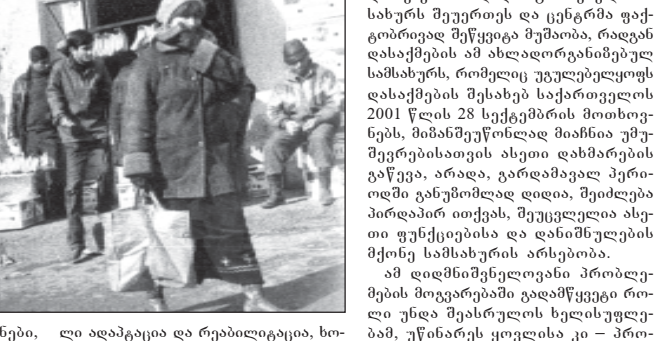 სახურს შეუერთეს და ცენტრმა ფაქ-
ტობრივად შეწყვიტა მუშაობა, რადგან
დასაქმების ამ ახლადორგანიზებულ
სამსახურს, რომელიც უგულებელყოფს
დასაქმების შესახებ საქართველოს
2001 წლის 28 სექტემბრის მოთხოვ-
ნებს, მიზანშეუწონლად მიაჩნია უმუ-
შევრებისათვის ასეთი დახმარების
გაწევა, არადა, გარდამავალ პერი-
ოდში განუზომლად დიდია, შეიძლება
პირდაპირ ითქვას, შეუცვლელია ასე-
თი ფუნქციებისა და დანიშნულების
მქონე სამსახურის არსებობა.
ამ დიდმნიშვნელოვანი პრობლე-
მების მოგვარებაში გადამწყვეტი რო-
ლი უნდა შეასრულოს ხელისუფლე-
ბამ, უწინარეს ყოვლისა კი – პრო-
ნები,
ლი ადაპტაცია და რეაბილიტაცია, ხო-